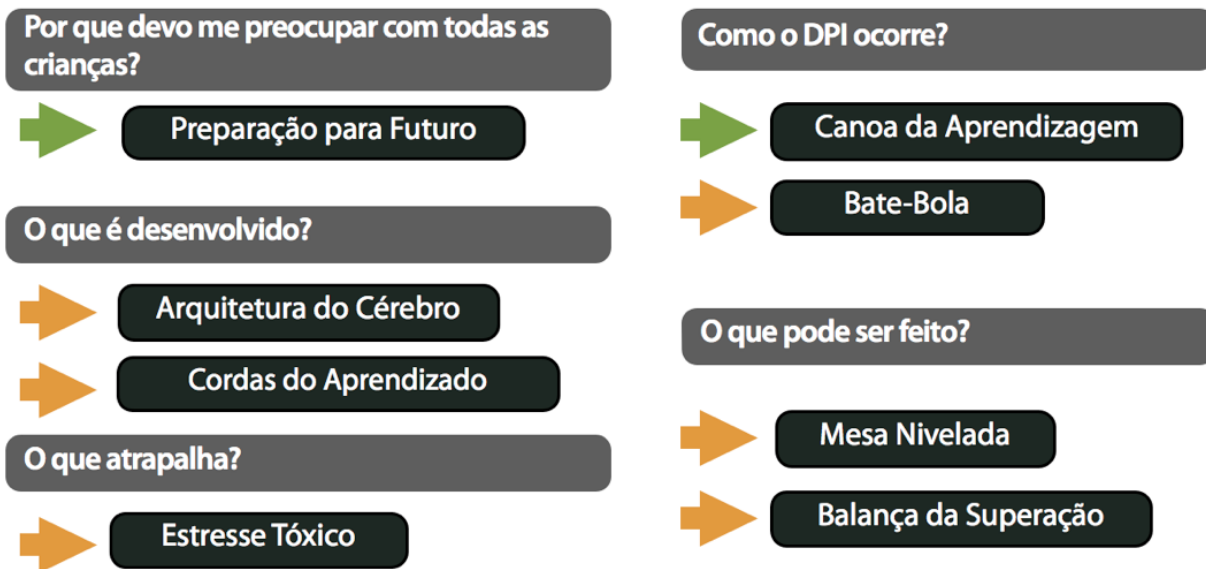 Por que devo me preocupar com todas as
crianças?
Preparação para Futuro
O que é desenvolvido?
Arquitetura do Cérebro
Cordas do Aprendizado
O que atrapalha?
Estresse Tóxico
Como o DPI ocorre?
Canoa da Aprendizagem
Bate-Bola
O que pode ser feito?
Mesa Nivelada
Balança da Superação